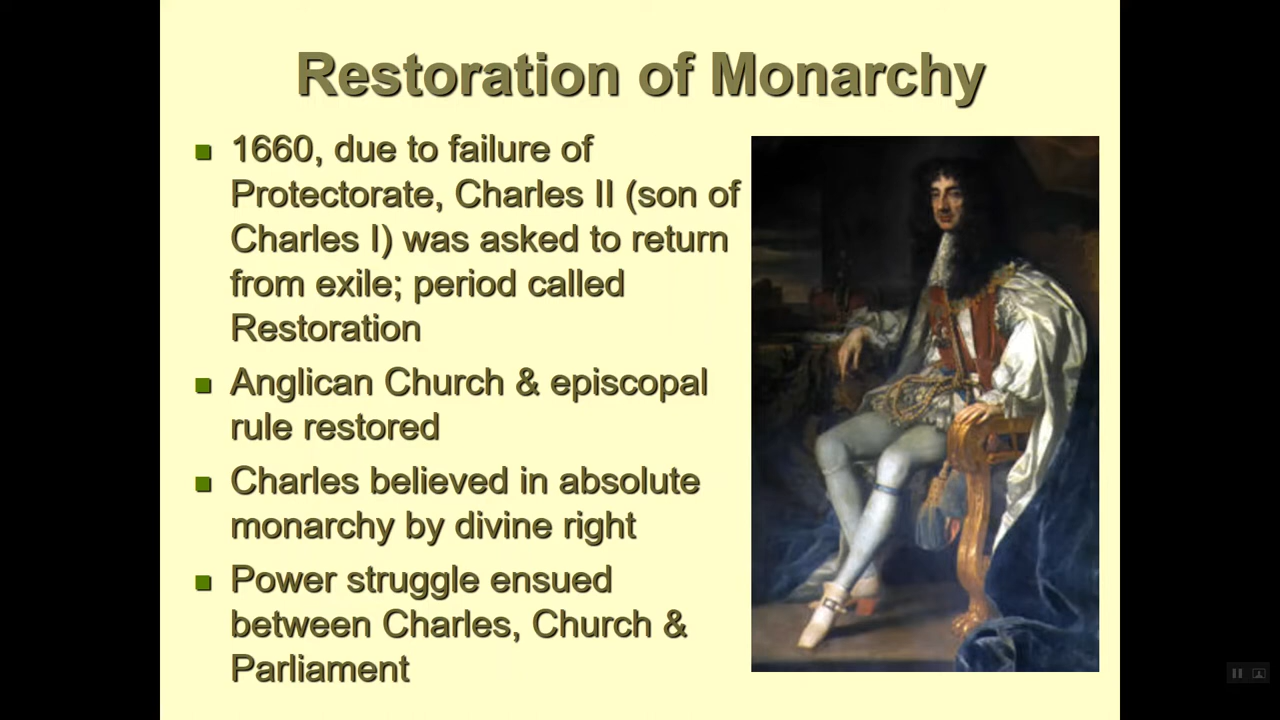 Restoration of Monarchy
1660, due to failure of
Protectorate, Charles II (son of
Charles I) was asked to return
from exile; period called
Restoration
Anglican Church & episcopal
rule restored
Charles believed in absolute
monarchy by divine right
Power struggle ensued
between Charles, Church &
Parliament